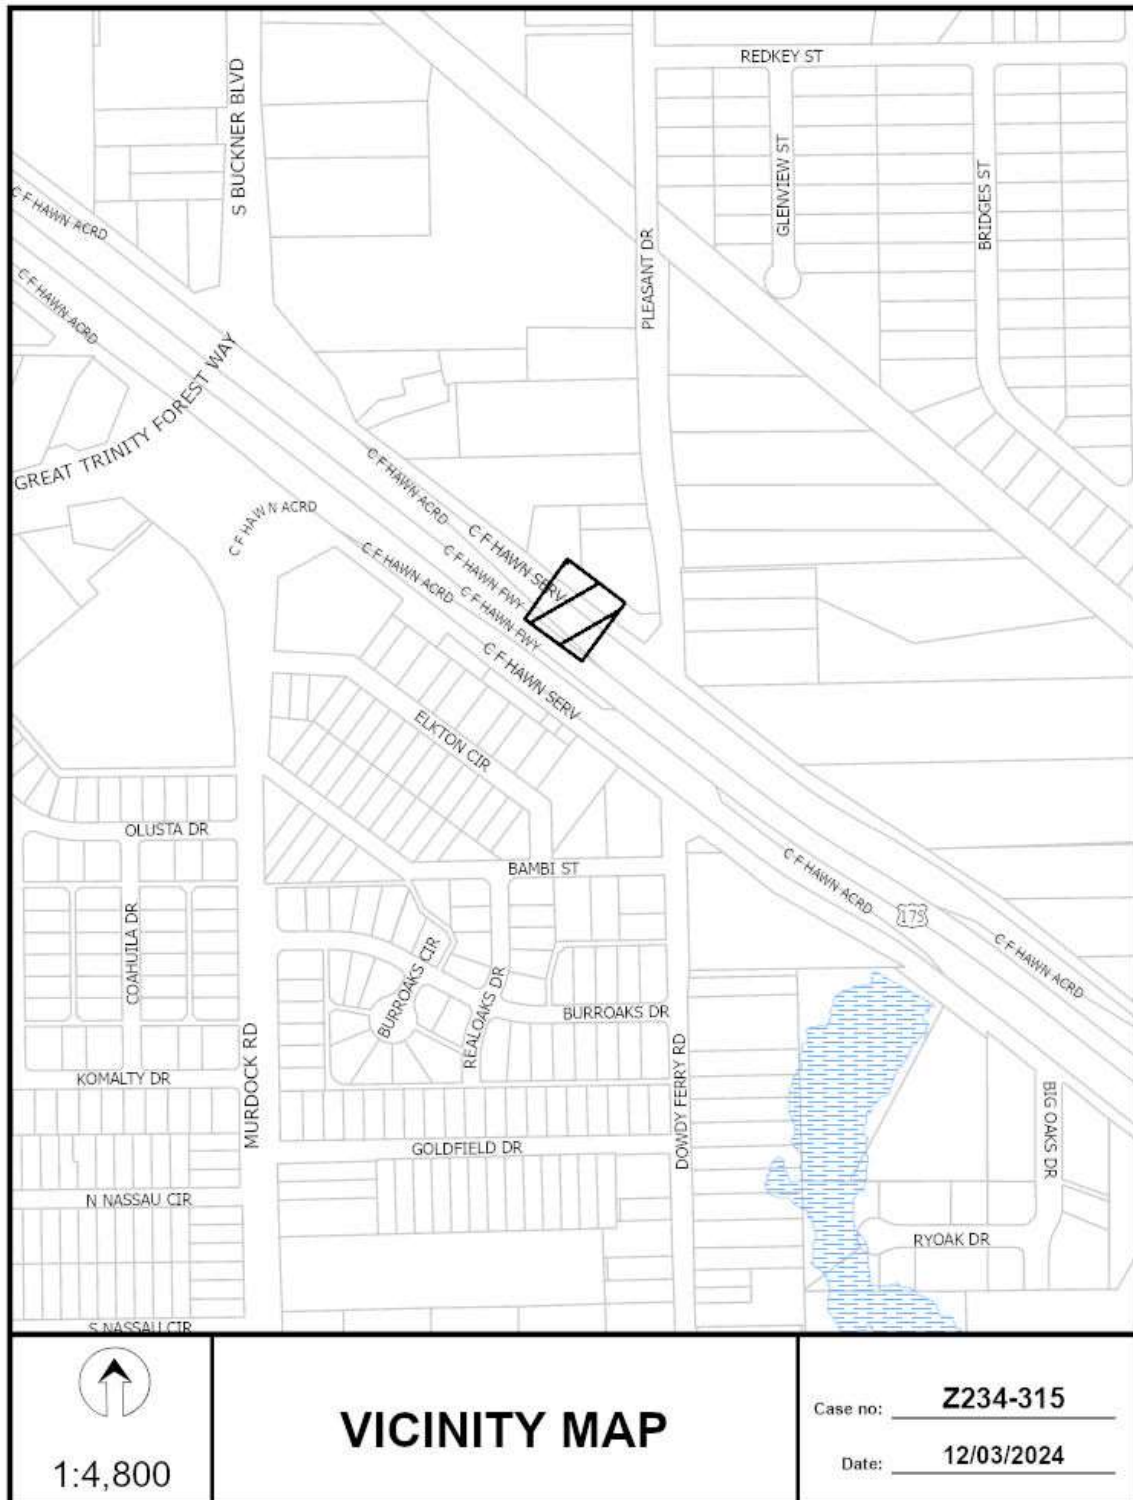 REDKEY ST
S BUCKNER BLVD
GLENVIEW ST
BRIDGES ST
C F HAWN ACRD
PLEASANT DR
C F HAWN ACRD
GREAT TRINITY FOREST WAY
C F HAWN ACRD
C F HAWN ACRD
C F HAWN SERV
C F HAWN FWY
C F HAWN ACRD
C F HAWN FWY
C F HAWN SERV
ELKTON CIR
OLUSTA DR
BAMBI ST
C F HAWN ACRD
175
COAHUILA DR
BURROAKS CIR
C F HAWN ACRD
REALOAKS DR
BURROAKS DR
KOMALTY DR
MURDOCK RD
DOWDY FERRY RD
BIG OAKS DR
GOLDFIELD DR
N NASSAU CIR
RYOAK DR
S NASSAU CIR
1:4,800
VICINITY MAP
Case no: Z234-315
Date: 12/03/2024